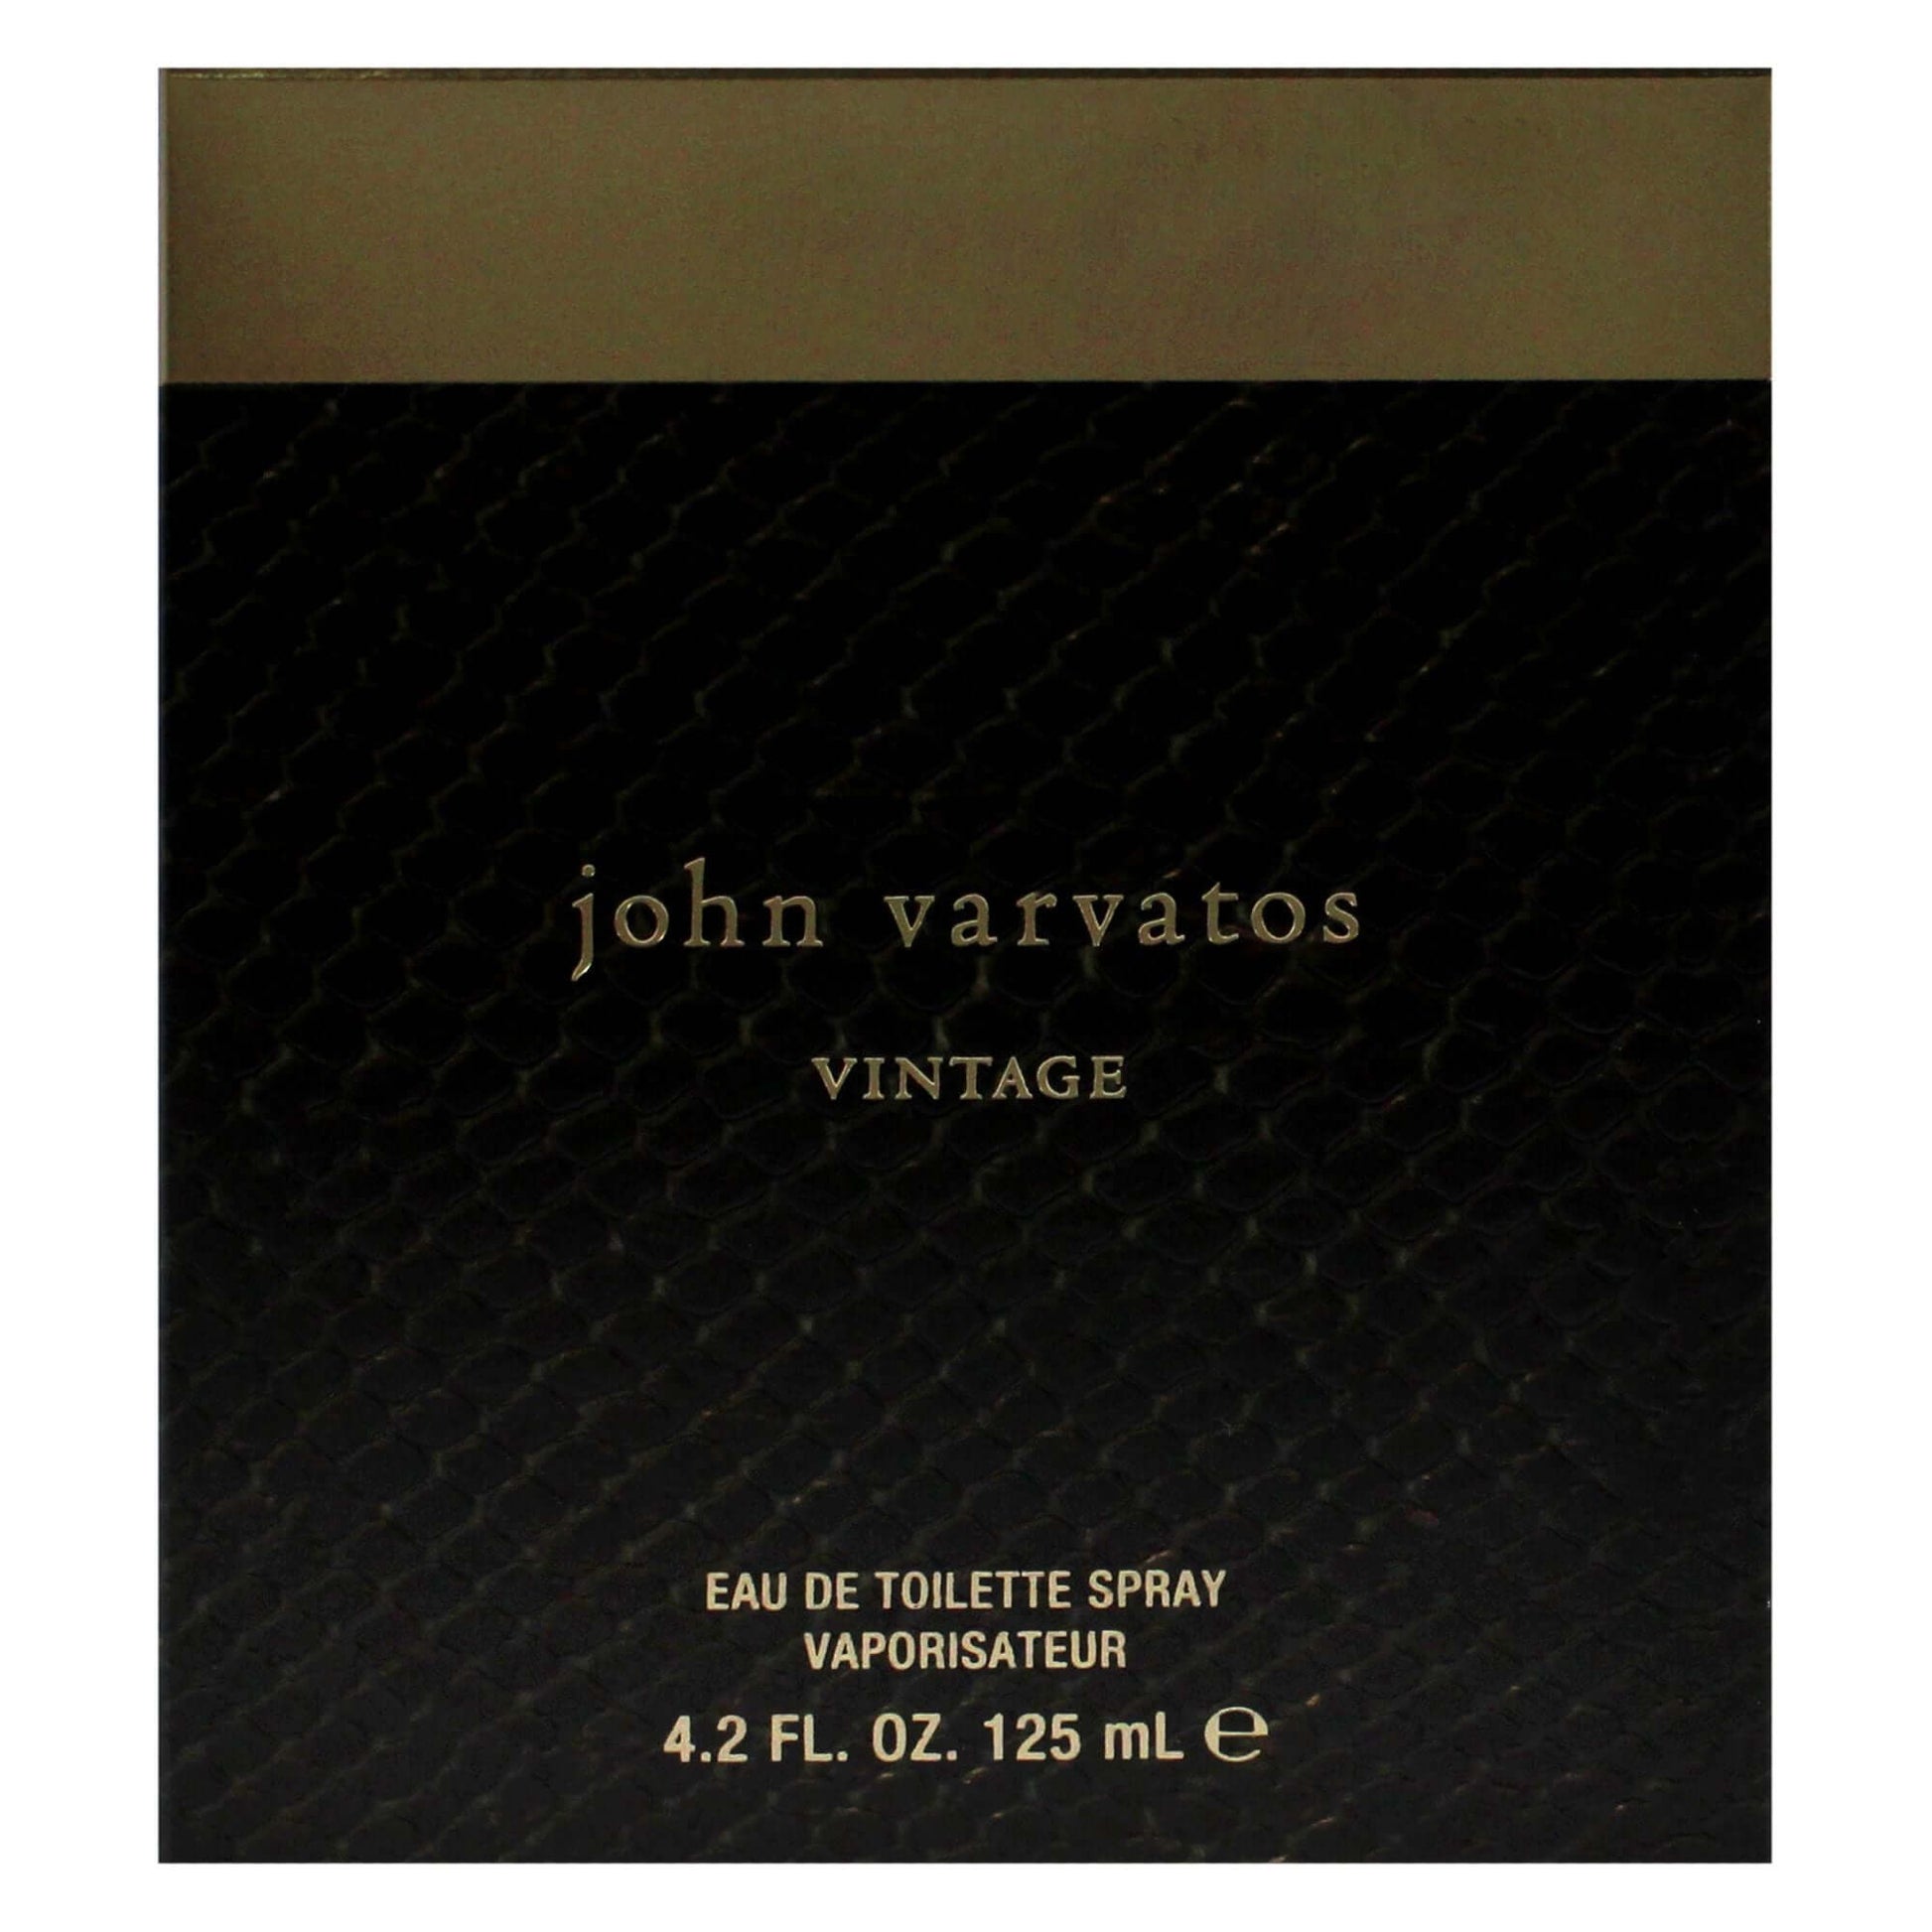 john varvatos
VINTAGE
EAU DE TOILETTE SPRAY
VAPORISATEUR
4.2 FL. OZ. 125 mL ℮